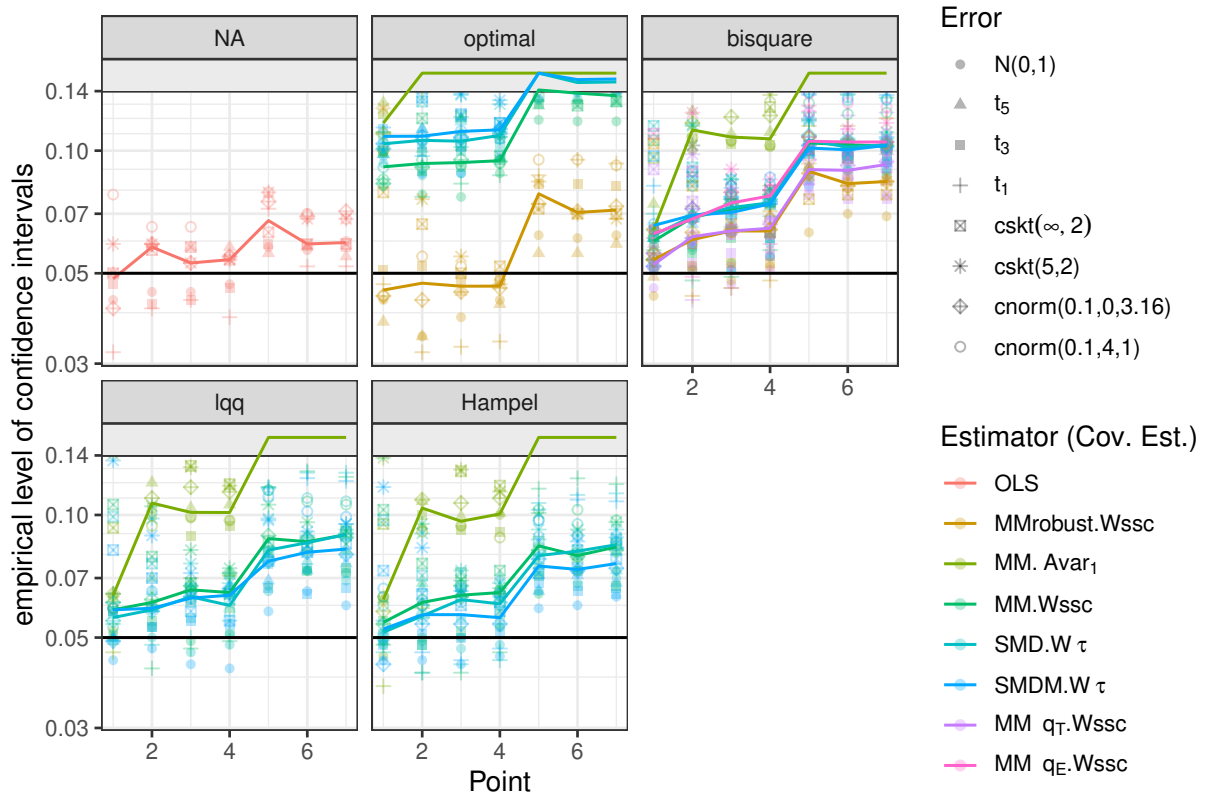 NA
optimal
bisquare
0.14
0.10
0.07
0.05
0.03
2
4
6
lqq
Hampel
0.14
0.10
0.07
0.05
0.03
2
4
6
2
4
6
Point
empirical level of confidence intervals
Error
N(0,1)
t₅
t₃
t₁
cskt(∞, 2)
cskt(5,2)
cnorm(0.1,0,3.16)
cnorm(0.1,4,1)
Estimator (Cov. Est.)
OLS
MMrobust.Wssc
MM. Avar₁
MM.Wssc
SMD.W τ
SMDM.W τ
MM q_T.Wssc
MM q_E.Wssc